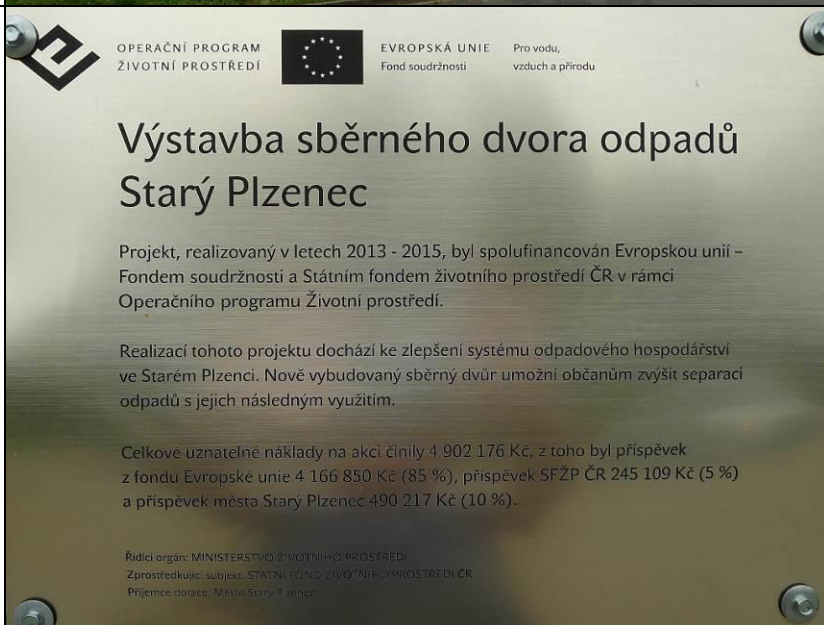 OPERAČNÍ PROGRAM
ŽIVOTNÍ PROSTŘEDÍ
EVROPSKÁ UNIE
Fond soudržnosti
Pro vodu,
vzduch a přírodu
Výstavba sběrného dvora odpadů
Starý Plzenec
Projekt, realizovaný v letech 2013 - 2015, byl spolufinancován Evropskou unií –
Fondem soudržnosti a Státním fondem životního prostředí ČR v rámci
Operačního programu Životní prostředí.
Realizací tohoto projektu dochází ke zlepšení systému odpadového hospodářství
ve Starém Plzenci. Nově vybudovaný sběrný dvůr umožní občanům zvýšit separaci
odpadů s jejich následným využitím.
Celkové uznatelné náklady na akci činily 4 902 176 Kč, z toho byl příspěvek
z fondu Evropské unie 4 166 850 Kč (85 %), příspěvek SFŽP ČR 245 109 Kč (5 %)
a příspěvek města Starý Plzenec 490 217 Kč (10 %).
Řídící orgán: MINISTERSTVO ŽIVOTNÍHO PROSTŘEDÍ
Zprostředkující subjekt: STÁTNÍ FOND ŽIVOTNÍHO PROSTŘEDÍ ČR
Příjemce dotace: Město Starý Plzenec